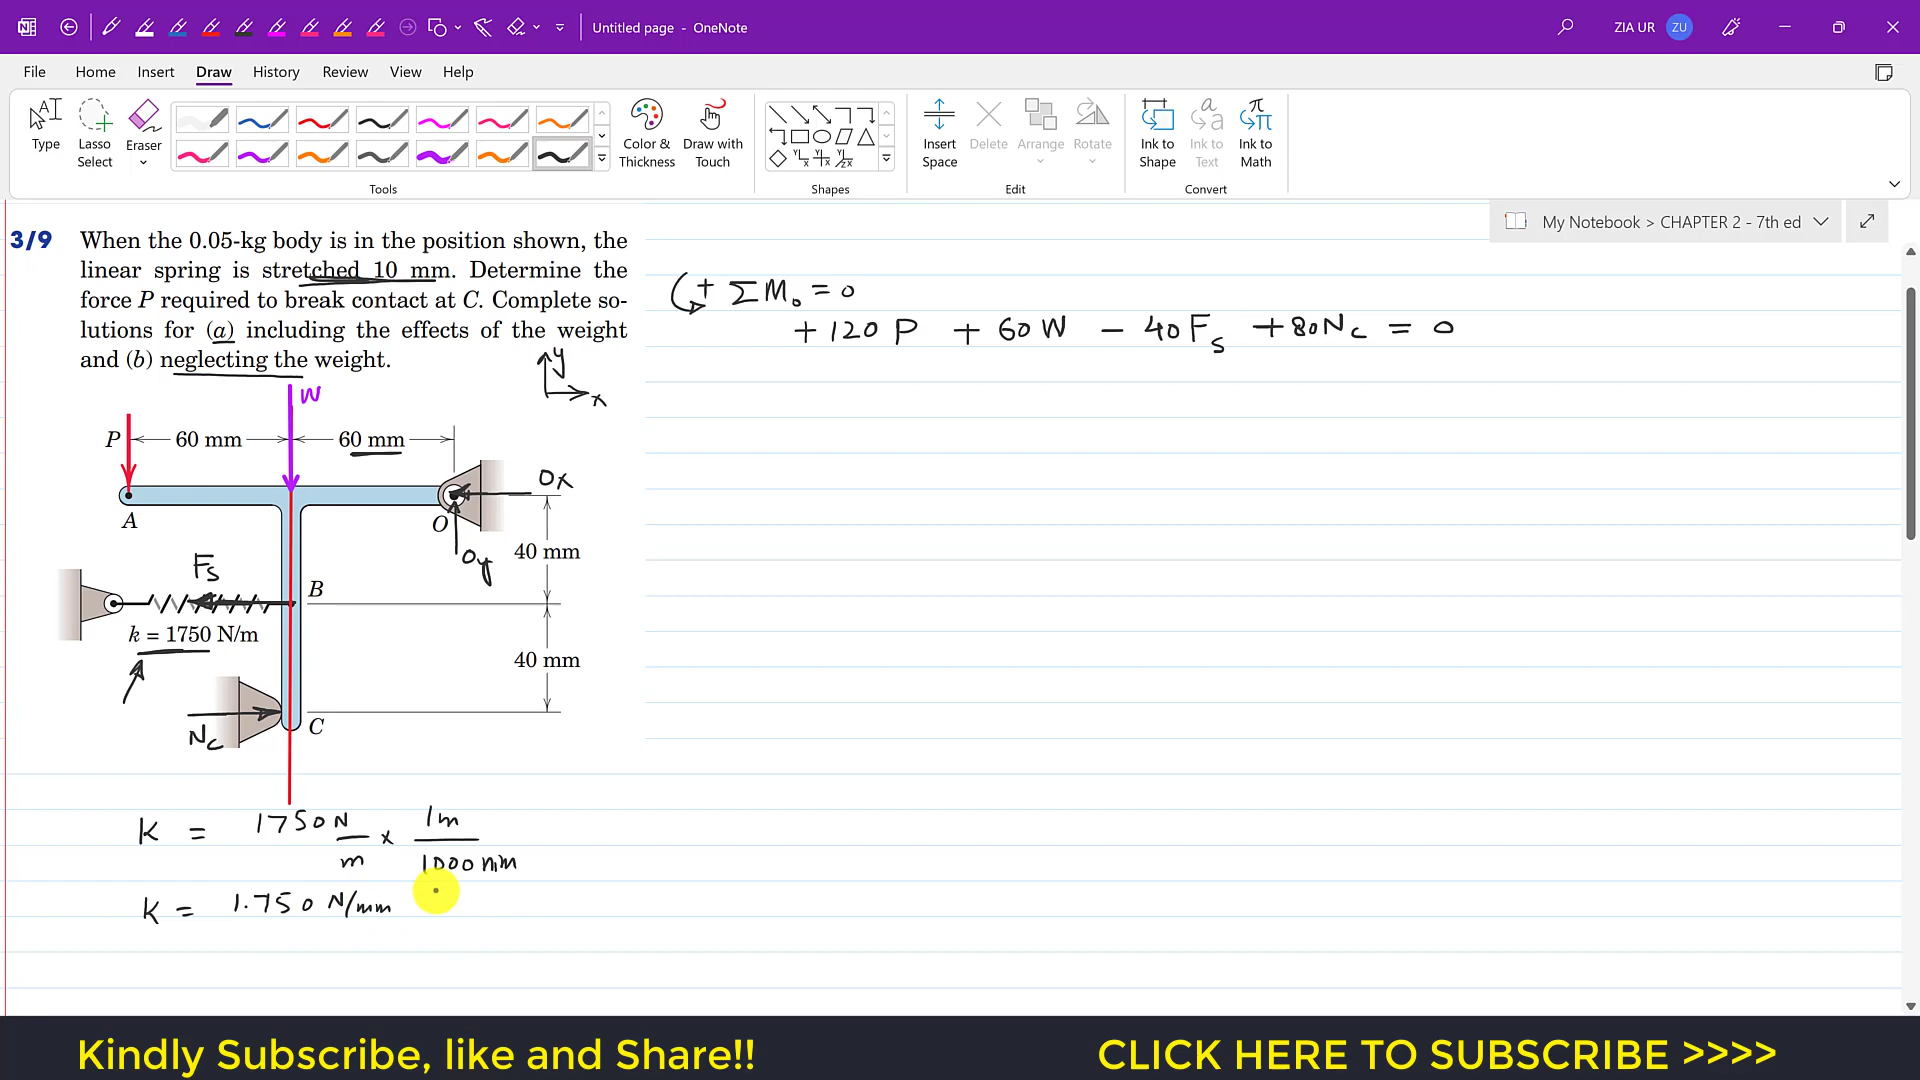 Untitled page - OneNote
ZIA UR
ZU
File
Home
Insert
Draw
History
Review
View
Help
Type
Lasso Select
Eraser
Color & Thickness
Draw with Touch
Insert Space
Delete
Arrange
Rotate
Ink to Shape
Ink to Text
Ink to Math
Tools
Shapes
Edit
Convert
My Notebook > CHAPTER 2 - 7th ed
3/9 When the 0.05-kg body is in the position shown, the
linear spring is stretched 10 mm. Determine the
force P required to break contact at C. Complete so-
lutions for (a) including the effects of the weight
and (b) neglecting the weight.
y
x
W
P
60 mm
60 mm
Ox
A
O
Oy
40 mm
Fs
B
k = 1750 N/m
40 mm
Nc
C
K = 1750 N/m × 1m/1000mm
K = 1.750 N/mm
+ ΣMo = 0
+ 120 P + 60 W - 40 Fs + 80 Nc = 0
Kindly Subscribe, like and Share!!
CLICK HERE TO SUBSCRIBE >>>>